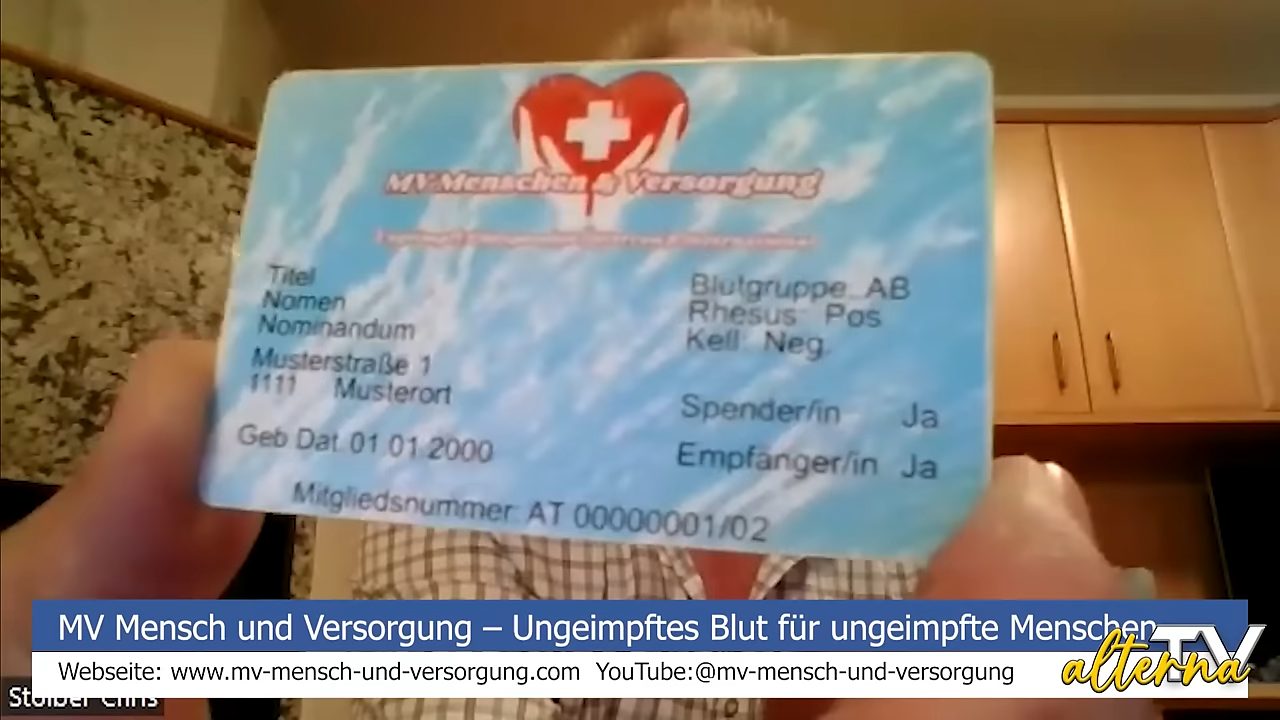 MV Menschen & Versorgung
Titel
Nomen
Nominandum
Musterstraße 1
1111 Musterort
Geb Dat 01.01.2000
Blutgruppe AB
Rhesus: Pos
Kell: Neg.
Spender/in Ja
Empfänger/in Ja
Mitgliedsnummer: AT 00000001/02
MV Mensch und Versorgung – Ungeimpftes Blut für ungeimpfte Menschen
Webseite: www.mv-mensch-und-versorgung.com YouTube:@mv-mensch-und-versorgung
alterna TV
Stoiber Chris